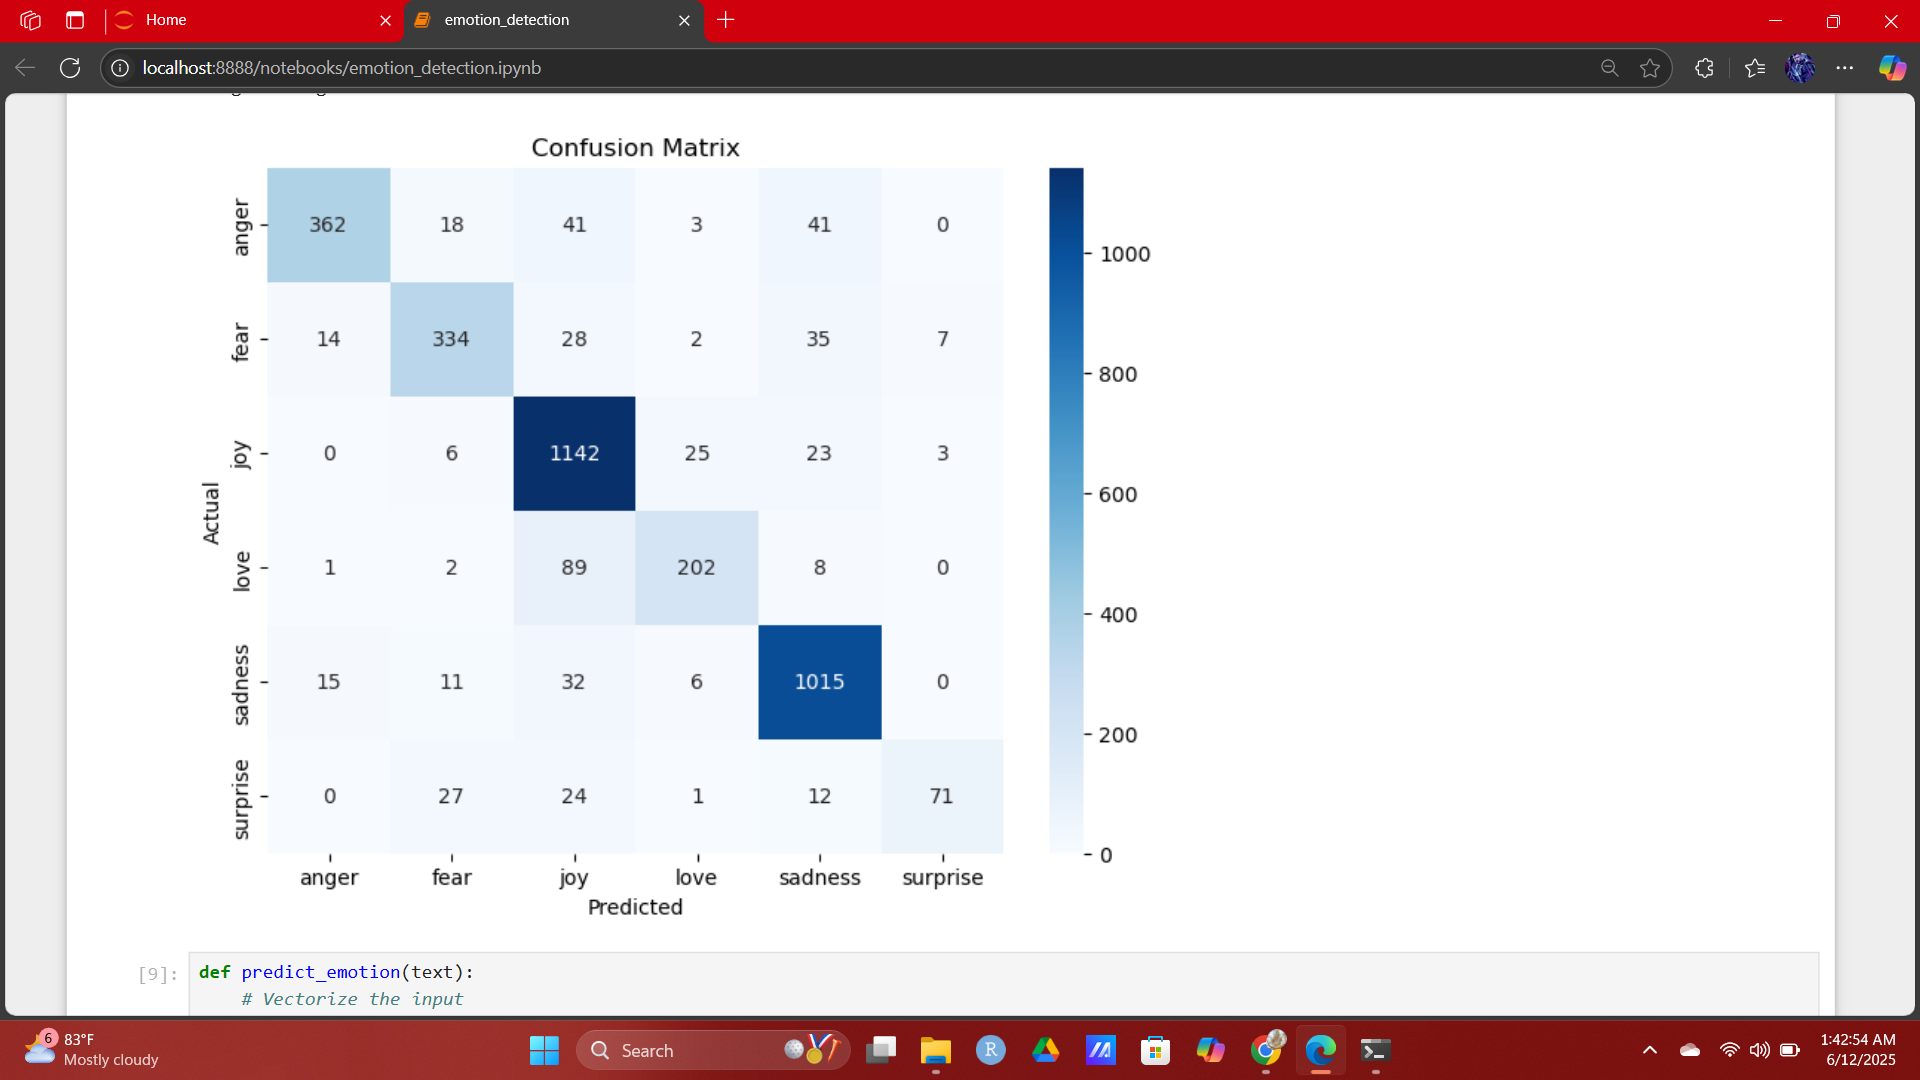 Home
emotion_detection
localhost:8888/notebooks/emotion_detection.ipynb
Confusion Matrix
anger 362 18 41 3 41 0
fear 14 334 28 2 35 7
joy 0 6 1142 25 23 3
love 1 2 89 202 8 0
sadness 15 11 32 6 1015 0
surprise 0 27 24 1 12 71
Actual
anger fear joy love sadness surprise
Predicted
1000
800
600
400
200
0
[9]: def predict_emotion(text):
# Vectorize the input
6
83°F
Mostly cloudy
Search
R
1:42:54 AM
6/12/2025